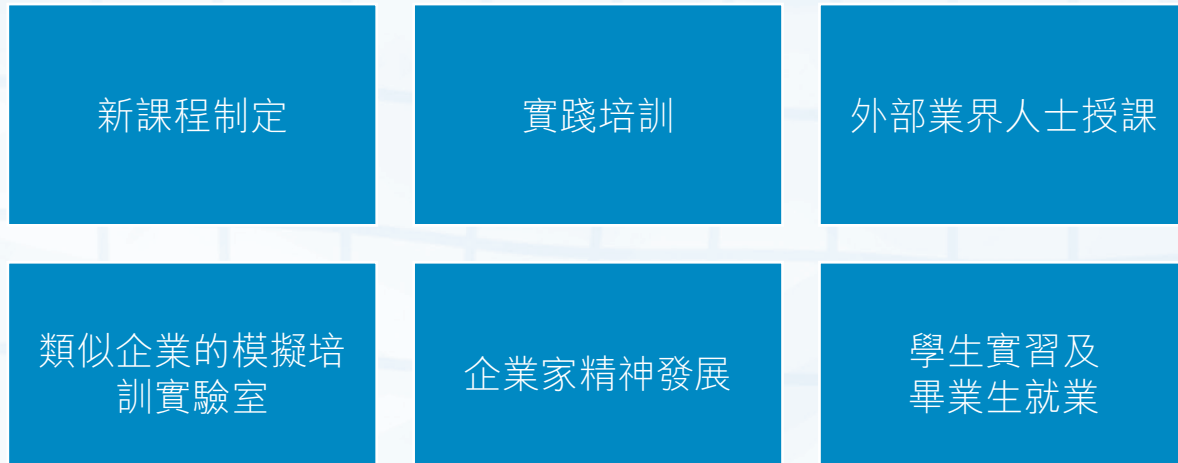 新課程制定
實踐培訓
外部業界人士授課
類似企業的模擬培
訓實驗室
企業家精神發展
學生實習及
畢業生就業